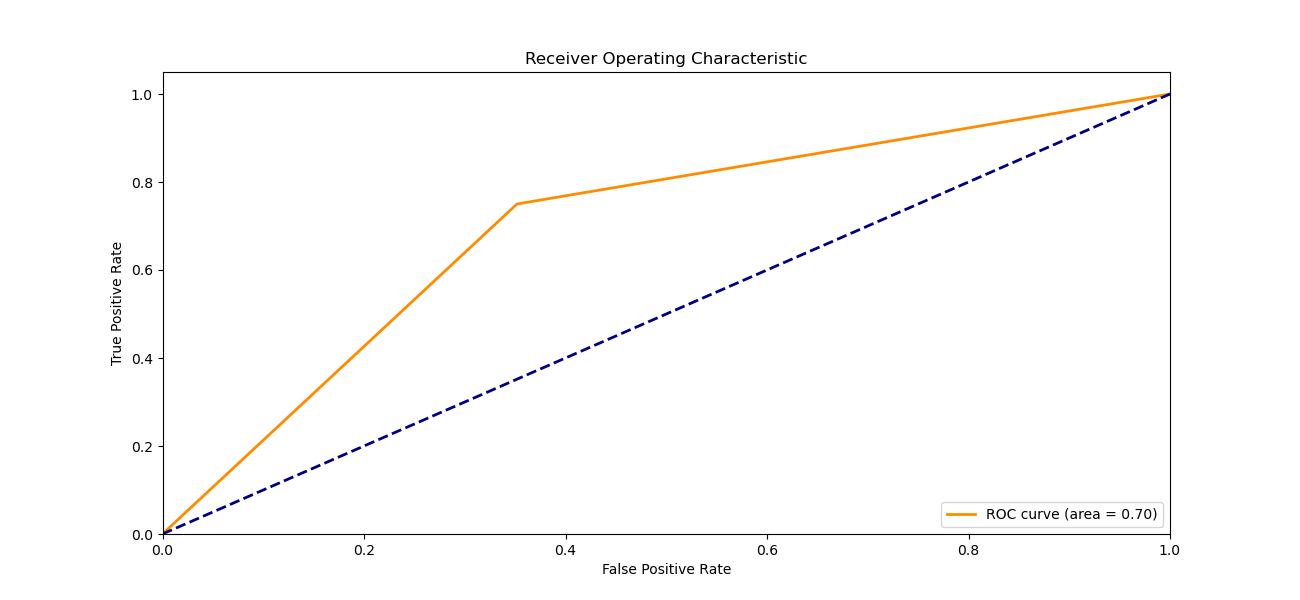 Receiver Operating Characteristic
1.0
0.8
0.6
0.4
0.2
0.0
True Positive Rate
ROC curve (area = 0.70)
0.0 0.2 0.4 0.6 0.8 1.0
False Positive Rate